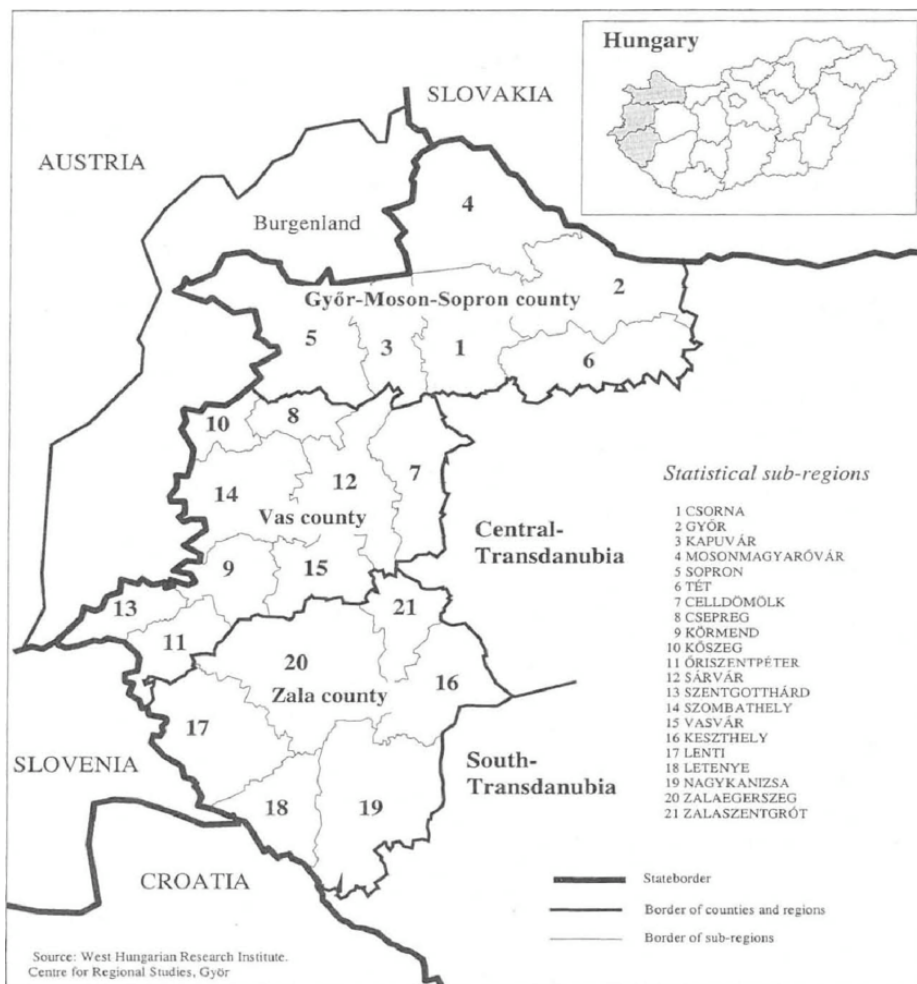 Hungary
SLOVAKIA
AUSTRIA
4
Burgenland
2
Győr-Moson-Sopron county
5
3
1
6
10
8
7
12
14
Statistical sub-regions
Vas county
Central-
Transdanubia
9
15
13
21
11
20
16
Zala county
17
SLOVENIA
South-
Transdanubia
18
19
CROATIA
1 CSORNA
2 GYŐR
3 KAPUVÁR
4 MOSONMAGYARÓVÁR
5 SOPRON
6 TÉT
7 CELLDÖMÖLK
8 CSEPREG
9 KÖRMEND
10 KŐSZEG
11 ŐRISZENTPÉTER
12 SÁRVÁR
13 SZENTGOTTHÁRD
14 SZOMBATHELY
15 VASVÁR
16 KESZTHELY
17 LENTI
18 LETENYE
19 NAGYKANIZSA
20 ZALAEGERSZEG
21 ZALASZENTGRÓT
Stateborder
Border of counties and regions
Border of sub-regions
Source: West Hungarian Research Institute.
Centre for Regional Studies, Győr